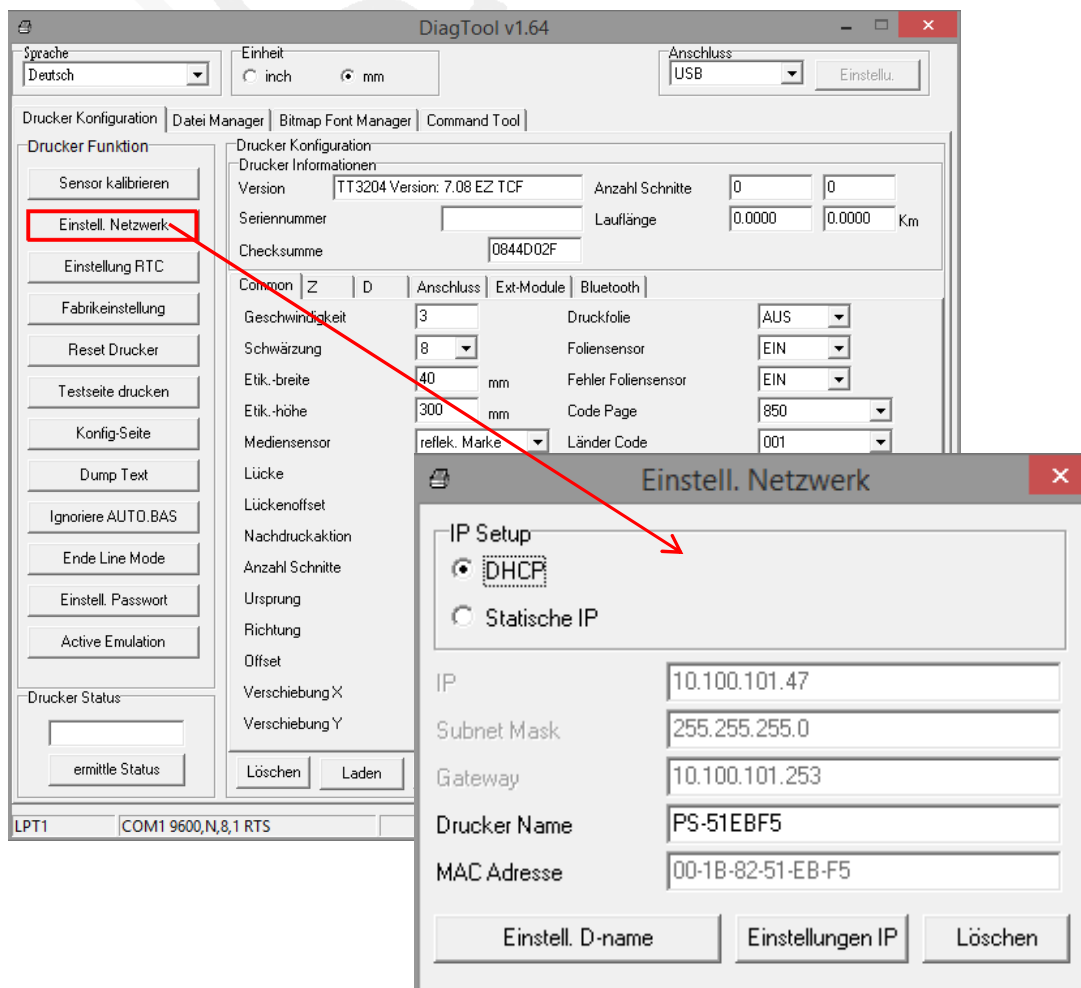 DiagTool v1.64
Sprache
Deutsch
Einheit
inch mm
Anschluss
USB Einstellu.
Drucker Konfiguration Datei Manager Bitmap Font Manager Command Tool
Drucker Funktion
Sensor kalibrieren
Einstell. Netzwerk
Einstellung RTC
Fabrikeinstellung
Reset Drucker
Testseite drucken
Konfig-Seite
Dump Text
Ignoriere AUTO.BAS
Ende Line Mode
Einstell. Passwort
Active Emulation
Drucker Status
ermittle Status
Drucker Konfiguration
Drucker Informationen
Version TT3204 Version: 7.08 EZ TCF Anzahl Schnitte 0 0
Seriennummer Lauflänge 0.0000 0.0000 Km
Checksumme 0844D02F
Common Z D Anschluss Ext-Module Bluetooth
Geschwindigkeit 3 Druckfolie AUS
Schwärzung 8 Foliensensor EIN
Etik.-breite 40 mm Fehler Foliensensor EIN
Etik.-höhe 300 mm Code Page 850
Mediensensor reflek. Marke Länder Code 001
Lücke
Lückenoffset
Nachdruckaktion
Anzahl Schnitte
Ursprung
Richtung
Offset
Verschiebung X
Verschiebung Y
Löschen Laden
LPT1 COM1 9600,N,8,1 RTS
Einstell. Netzwerk
IP Setup
DHCP
Statische IP
IP 10.100.101.47
Subnet Mask 255.255.255.0
Gateway 10.100.101.253
Drucker Name PS-51EBF5
MAC Adresse 00-1B-82-51-EB-F5
Einstell. D-name Einstellungen IP Löschen